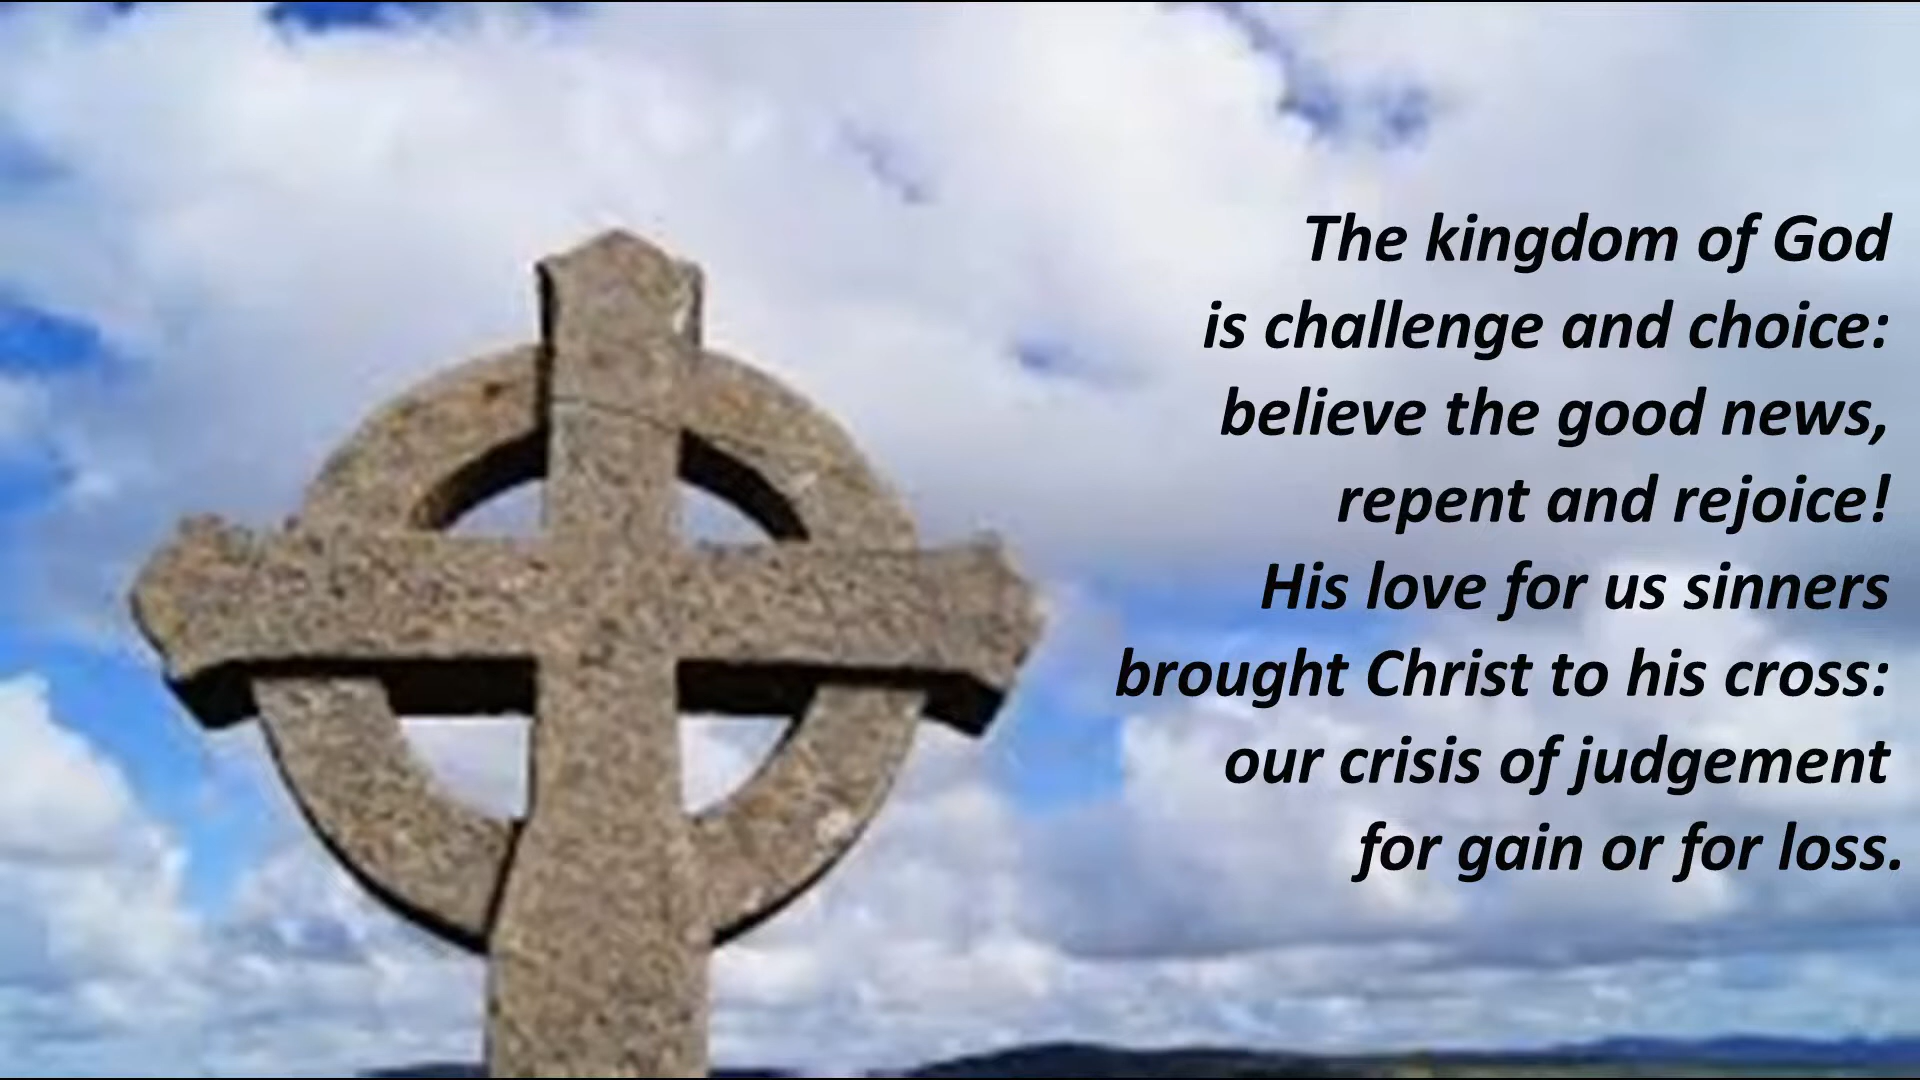 The kingdom of God
is challenge and choice:
believe the good news,
repent and rejoice!
His love for us sinners
brought Christ to his cross:
our crisis of judgement
for gain or for loss.